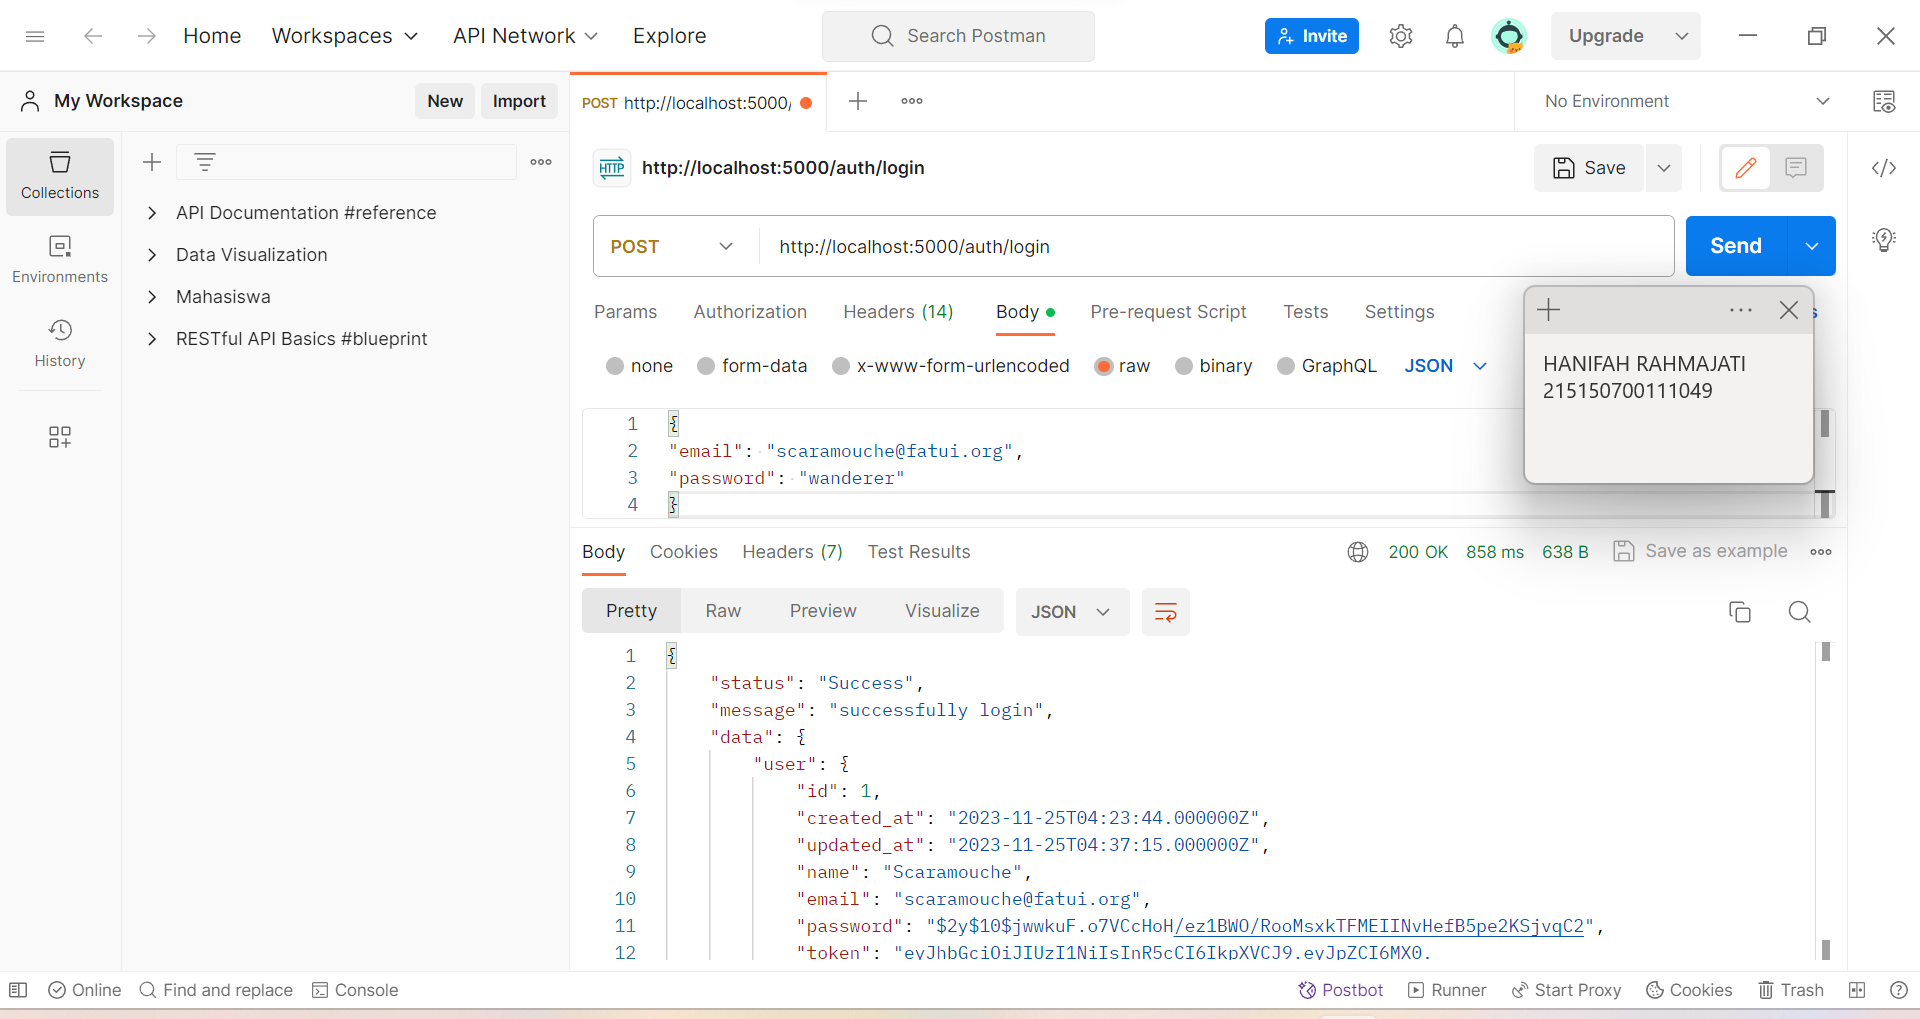 Home
Workspaces
API Network
Explore
Search Postman
Invite
Upgrade
My Workspace
New
Import
POST http://localhost:5000/
No Environment
Collections
Environments
History
API Documentation #reference
Data Visualization
Mahasiswa
RESTful API Basics #blueprint
HTTP http://localhost:5000/auth/login
Save
POST
http://localhost:5000/auth/login
Send
Params
Authorization
Headers (14)
Body
Pre-request Script
Tests
Settings
s
none
form-data
x-www-form-urlencoded
raw
binary
GraphQL
JSON
HANIFAH RAHMAJATI
215150700111049
1 {
2 "email": "scaramouche@fatui.org",
3 "password": "wanderer"
4 }
Body
Cookies
Headers (7)
Test Results
200 OK
858 ms
638 B
Save as example
Pretty
Raw
Preview
Visualize
JSON
1 {
2 "status": "Success",
3 "message": "successfully login",
4 "data": {
5 "user": {
6 "id": 1,
7 "created_at": "2023-11-25T04:23:44.000000Z",
8 "updated_at": "2023-11-25T04:37:15.000000Z",
9 "name": "Scaramouche",
10 "email": "scaramouche@fatui.org",
11 "password": "$2y$10$jwwkuF.o7VCcHoH/ez1BWO/RooMsxkTFMEIINvHefB5pe2KSjvqC2",
12 "token": "eyJhbGciOiJIUzI1NiIsInR5cCI6IkpXVCJ9.eyJpZCI6MX0.
Online
Find and replace
Console
Postbot
Runner
Start Proxy
Cookies
Trash